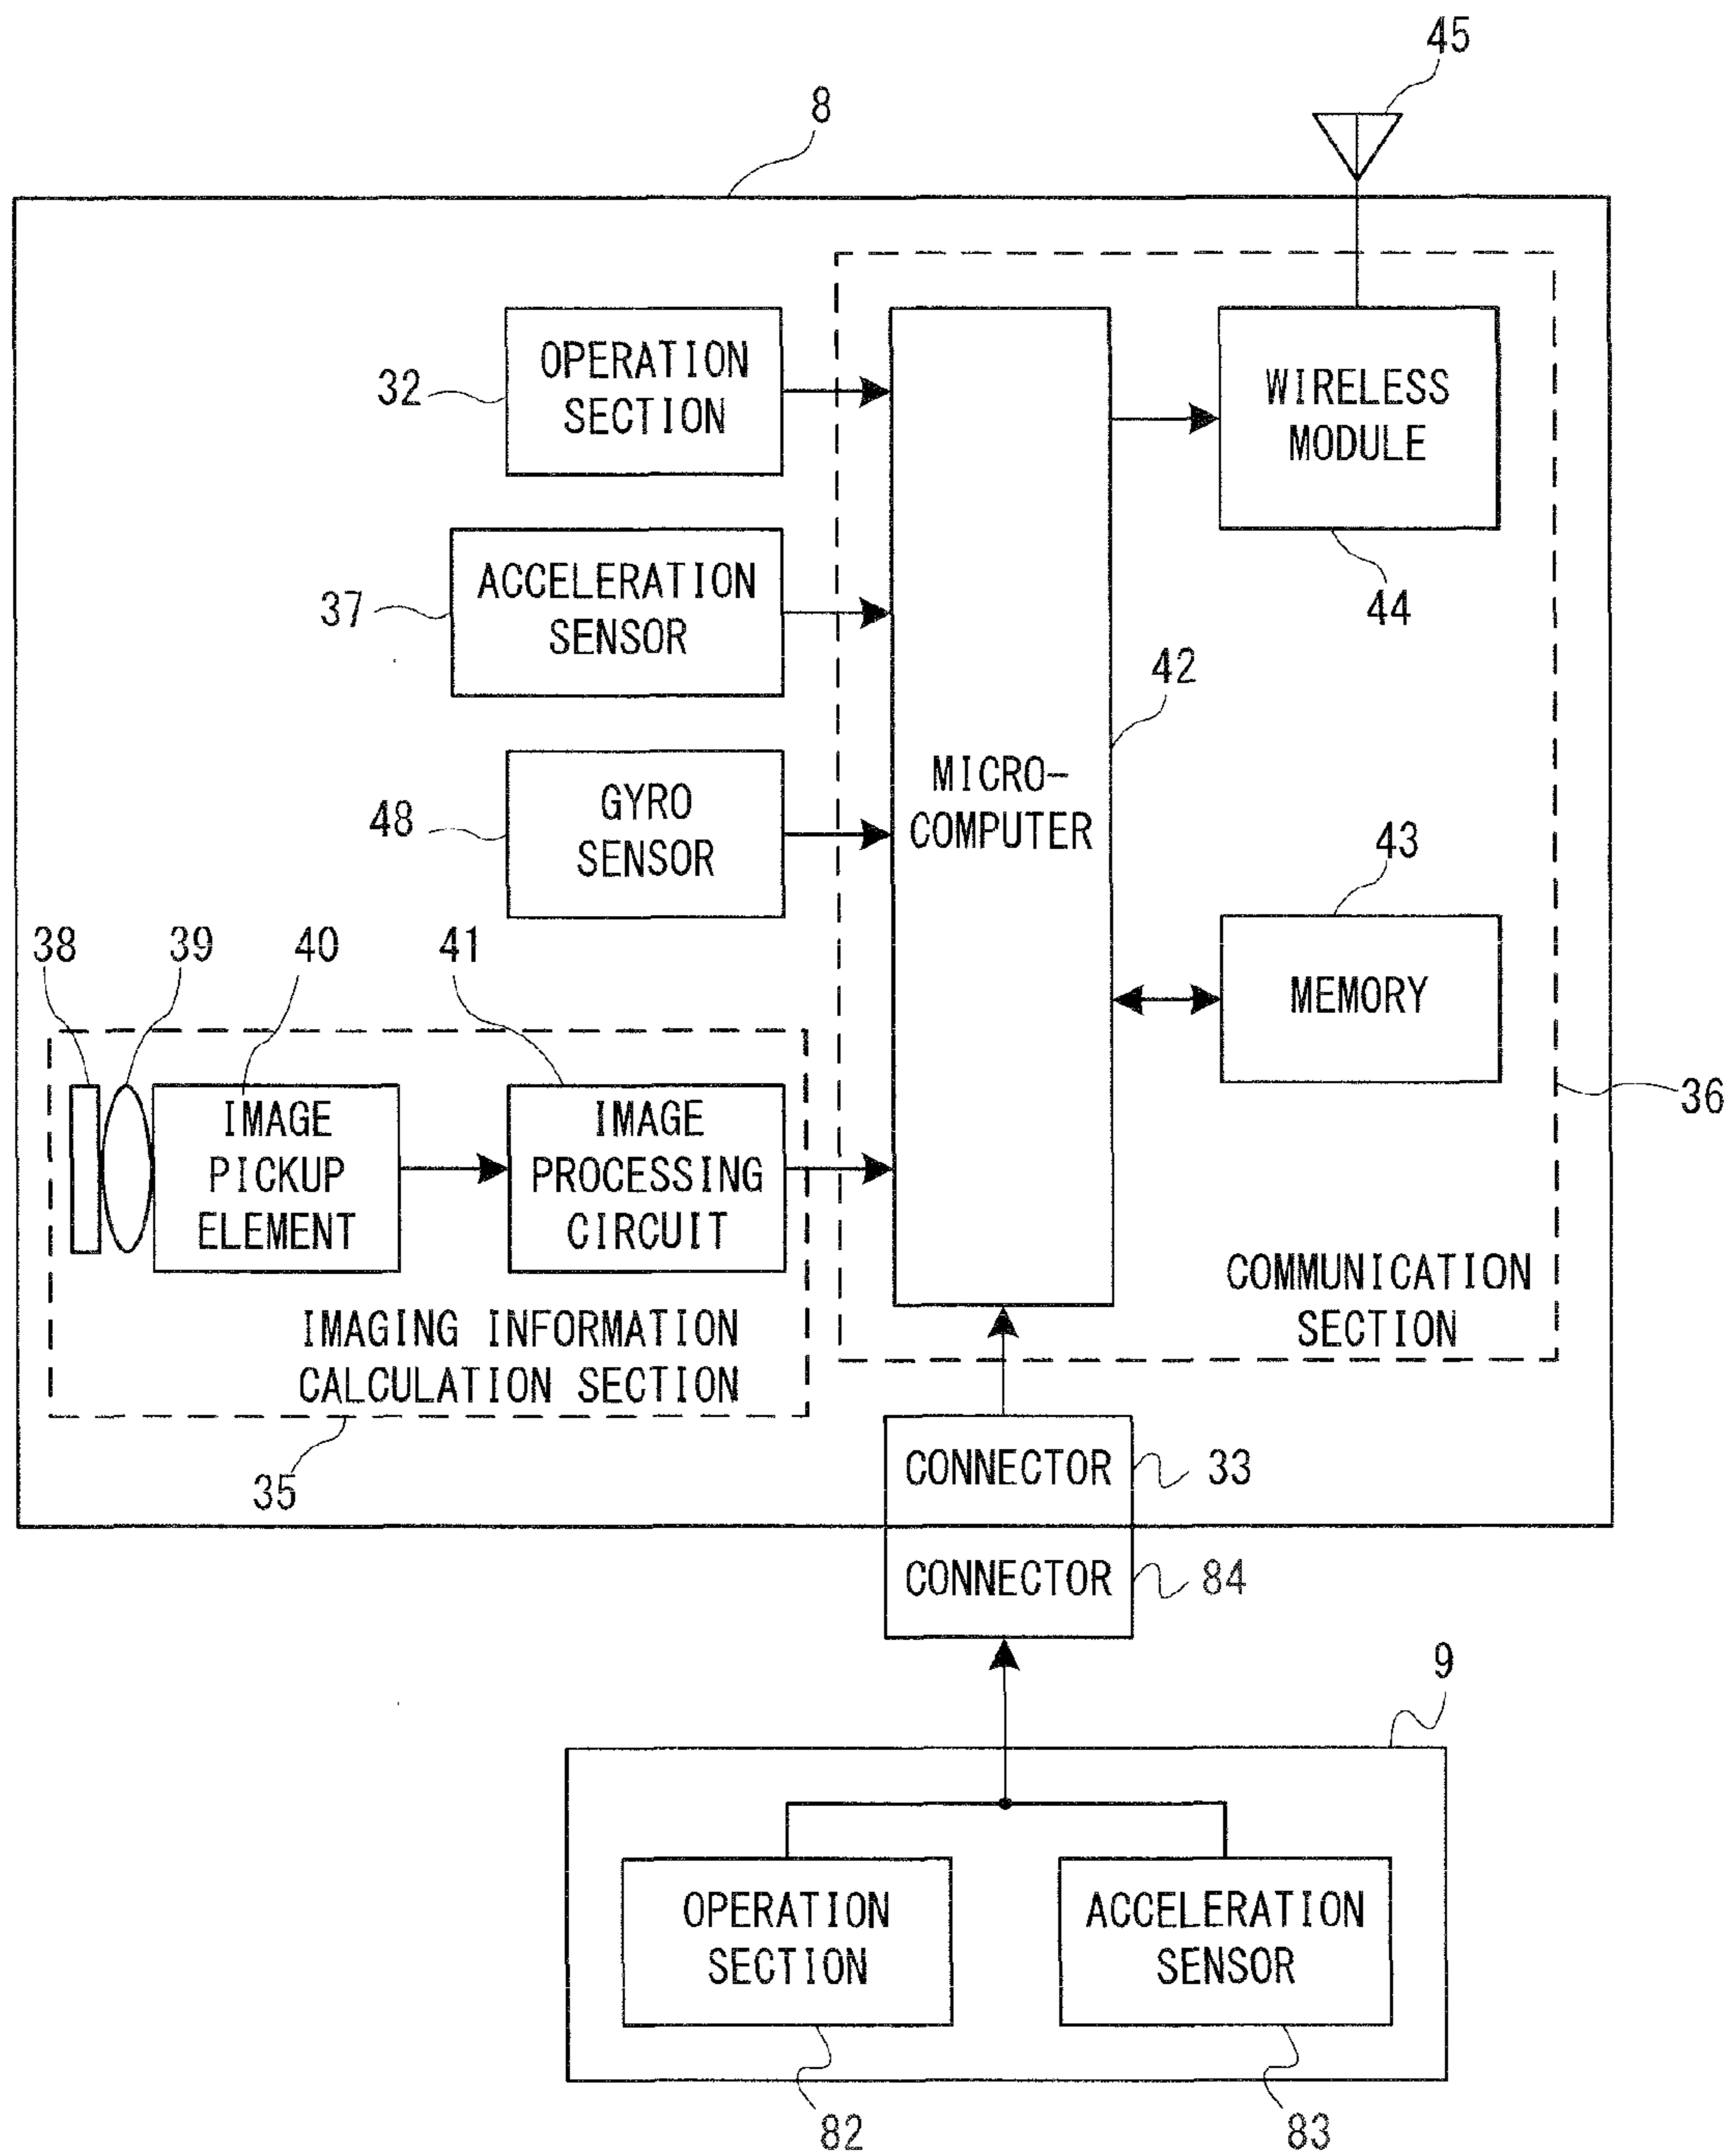 45
8
OPERATION
SECTION
32
WIRELESS
MODULE
44
ACCELERATION
SENSOR
37
42
MICRO-
COMPUTER
GYRO
SENSOR
48
43
MEMORY
38
39
40
41
36
IMAGE
PICKUP
ELEMENT
IMAGE
PROCESSING
CIRCUIT
COMMUNICATION
SECTION
IMAGING INFORMATION
CALCULATION SECTION
35
CONNECTOR
33
CONNECTOR
84
9
OPERATION
SECTION
ACCELERATION
SENSOR
82
83